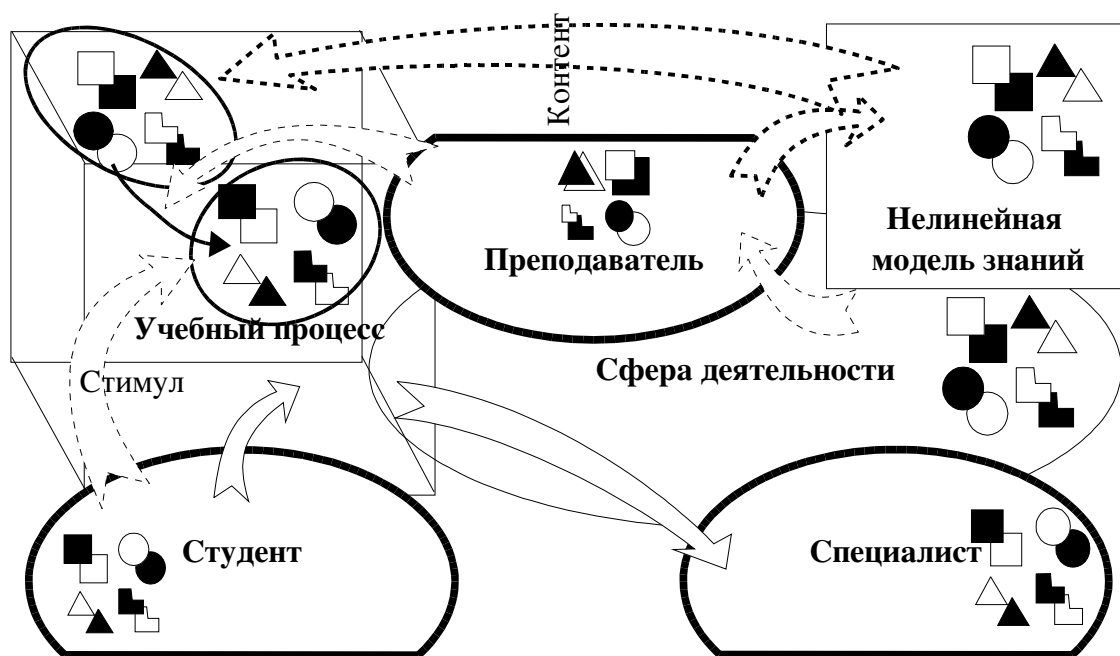 Контент
Нелинейная
модель знаний
Преподаватель
Учебный процесс
Сфера деятельности
Стимул
Студент
Специалист